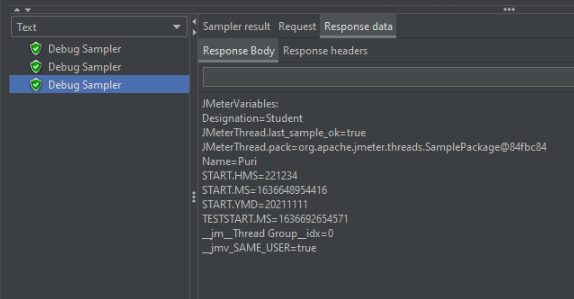 Text
Debug Sampler
Debug Sampler
Debug Sampler
Sampler result Request Response data
Response Body Response headers
JMeterVariables:
Designation=Student
JMeterThread.last_sample_ok=true
JMeterThread.pack=org.apache.jmeter.threads.SamplePackage@84fbc84
Name=Puri
START.HMS=221234
START.MS=1636648954416
START.YMD=20211111
TESTSTART.MS=1636692654571
__jm__Thread Group__idx=0
__jmv_SAME_USER=true